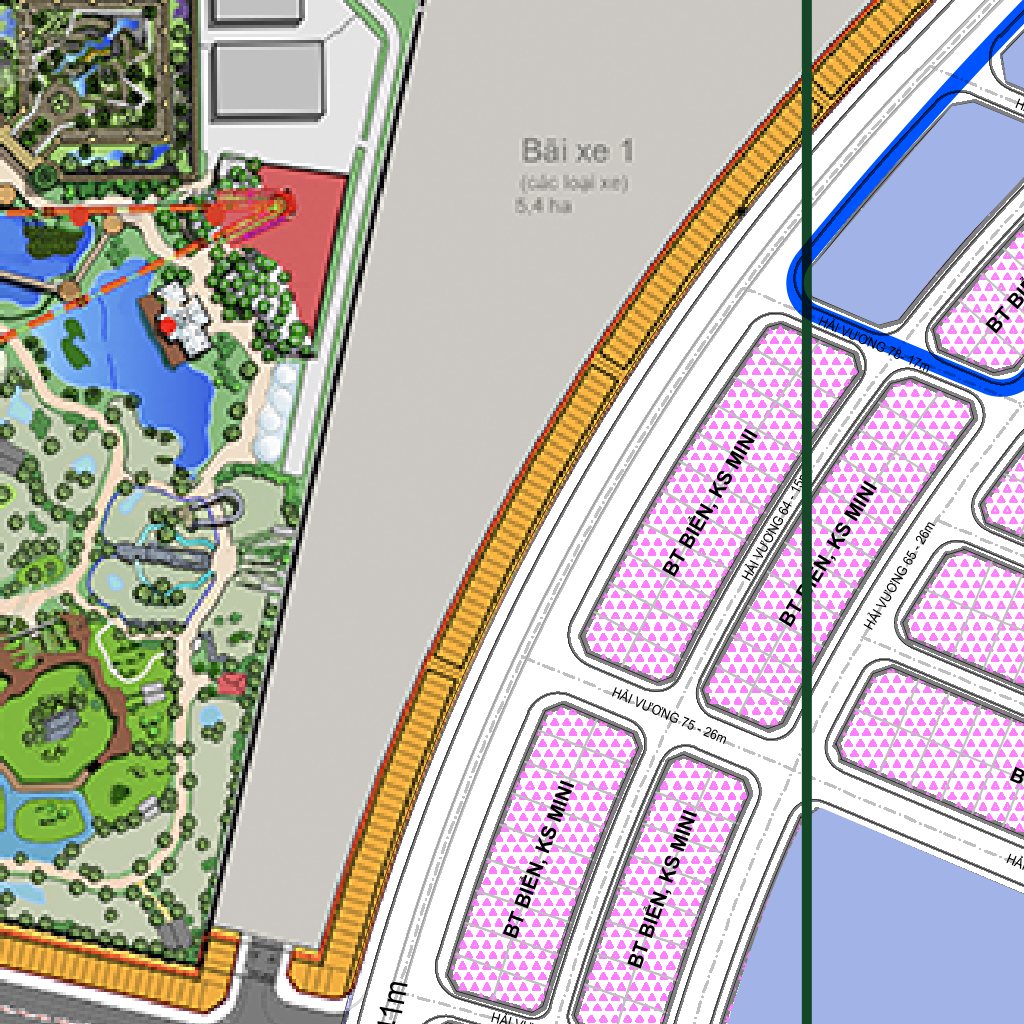 Bãi xe 1
(các loại xe)
5,4 ha
HẢI VƯƠNG 78 - 17m
BT BIỂN, KS MINI
HẢI VƯƠNG 64 - 15
BT BIỂN, KS MINI
HẢI VƯƠNG 65 - 26m
HẢI VƯƠNG 75 - 26m
BT BIỂN, KS MINI
BT BIỂN, KS MINI